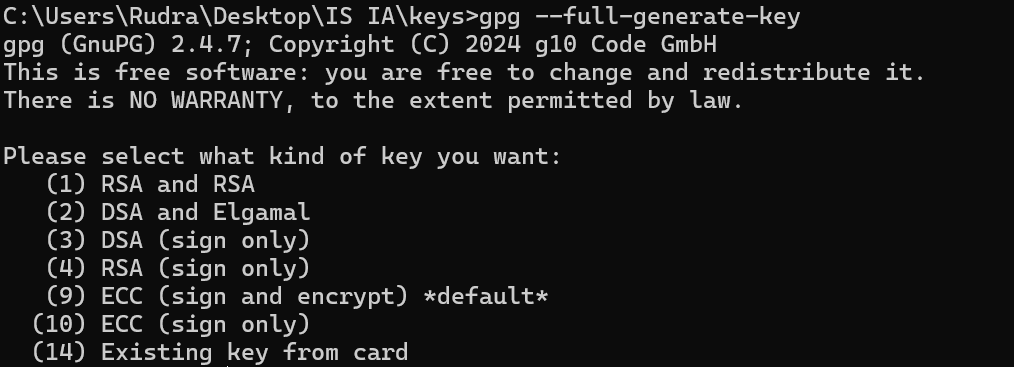 C:\Users\Rudra\Desktop\IS IA\keys>gpg --full-generate-key
gpg (GnuPG) 2.4.7; Copyright (C) 2024 g10 Code GmbH
This is free software: you are free to change and redistribute it.
There is NO WARRANTY, to the extent permitted by law.

Please select what kind of key you want:
   (1) RSA and RSA
   (2) DSA and Elgamal
   (3) DSA (sign only)
   (4) RSA (sign only)
   (9) ECC (sign and encrypt) *default*
  (10) ECC (sign only)
  (14) Existing key from card